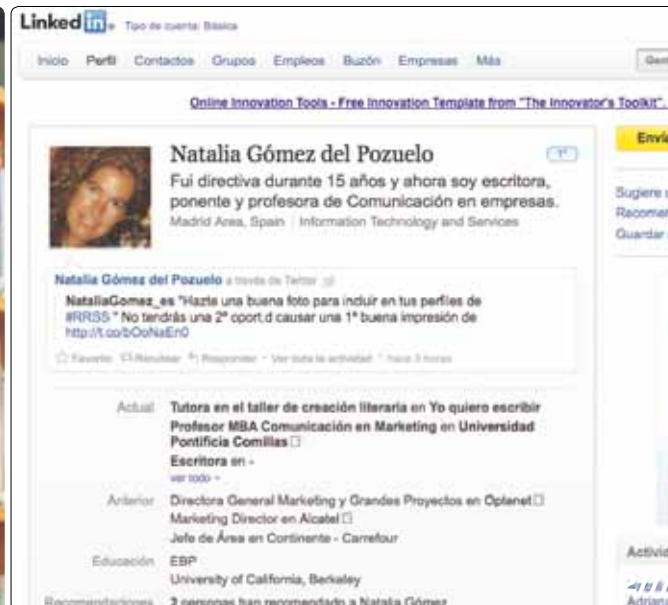 Linked in. Tipo de cuenta: Básica
Inicio Perfil Contactos Grupos Empleos Buzón Empresas Más
Online Innovation Tools - Free Innovation Template from "The Innovator's Toolkit".
Natalia Gómez del Pozuelo 1º
Fui directiva durante 15 años y ahora soy escritora,
ponente y profesora de Comunicación en empresas.
Madrid Area, Spain | Information Technology and Services
Natalia Gómez del Pozuelo a través de Twitter
NataliaGomez_es "Hazte una buena foto para incluir en tus perfiles de
#RRSS " No tendrás una 2ª oport.d causar una 1ª buena impresión de
Favorito Retuitear Responder • Ver toda la actividad • hace 3 horas
Actual Tutora en el taller de creación literaria en Yo quiero escribir
Profesor MBA Comunicación en Marketing en Universidad
Pontificia Comillas
Escritora en -
ver todo
Anterior Directora General Marketing y Grandes Proyectos en Optenet
Marketing Director en Alcatel
Jefe de Área en Continente - Carrefour
Educación EBP
University of California, Berkeley
Recomendaciones 3 personas han recomendado a Natalia Gómez
Envía
Sugiere
Guardar
Activid